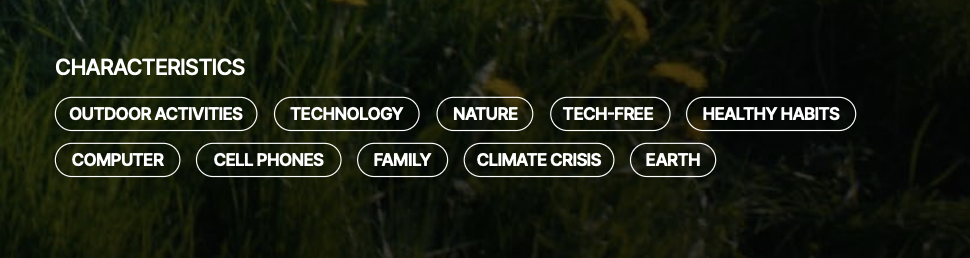 CHARACTERISTICS
OUTDOOR ACTIVITIES TECHNOLOGY NATURE TECH-FREE HEALTHY HABITS
COMPUTER CELL PHONES FAMILY CLIMATE CRISIS EARTH